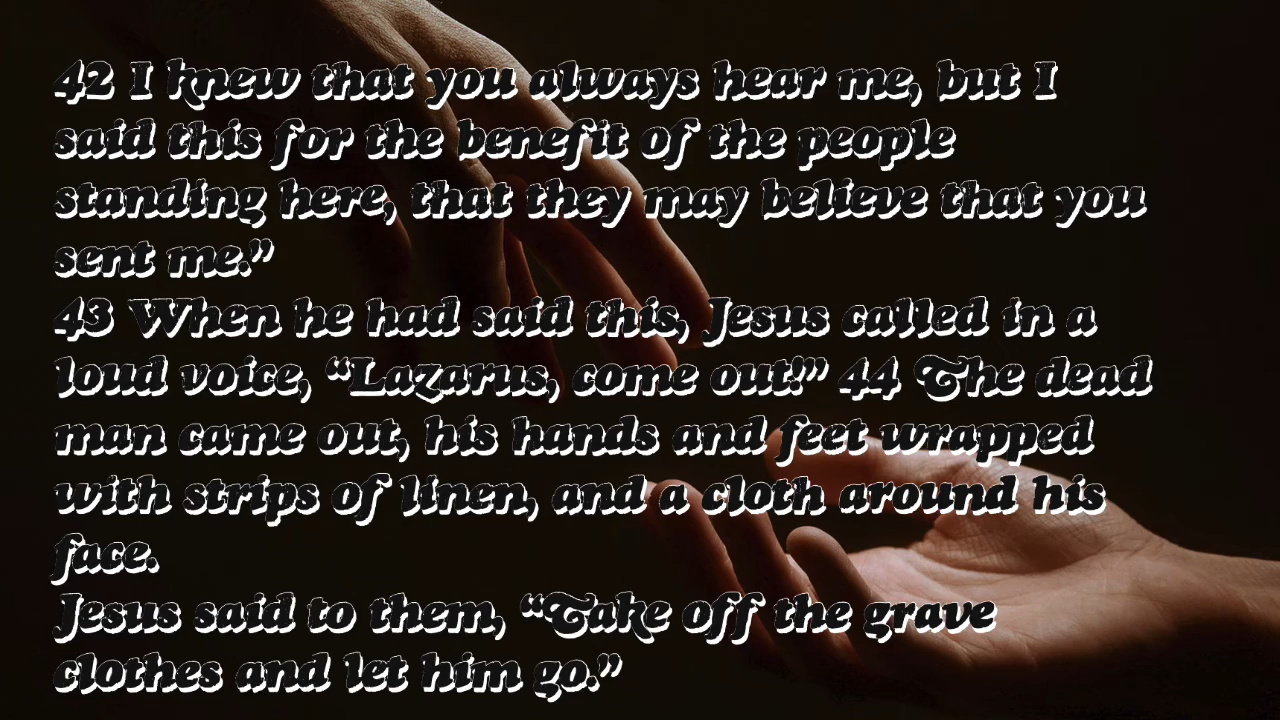 42 I knew that you always hear me, but I
said this for the benefit of the people
standing here, that they may believe that you
sent me.”
43 When he had said this, Jesus called in a
loud voice, “Lazarus, come out!” 44 The dead
man came out, his hands and feet wrapped
with strips of linen, and a cloth around his
face.
Jesus said to them, “Take off the grave
clothes and let him go.”